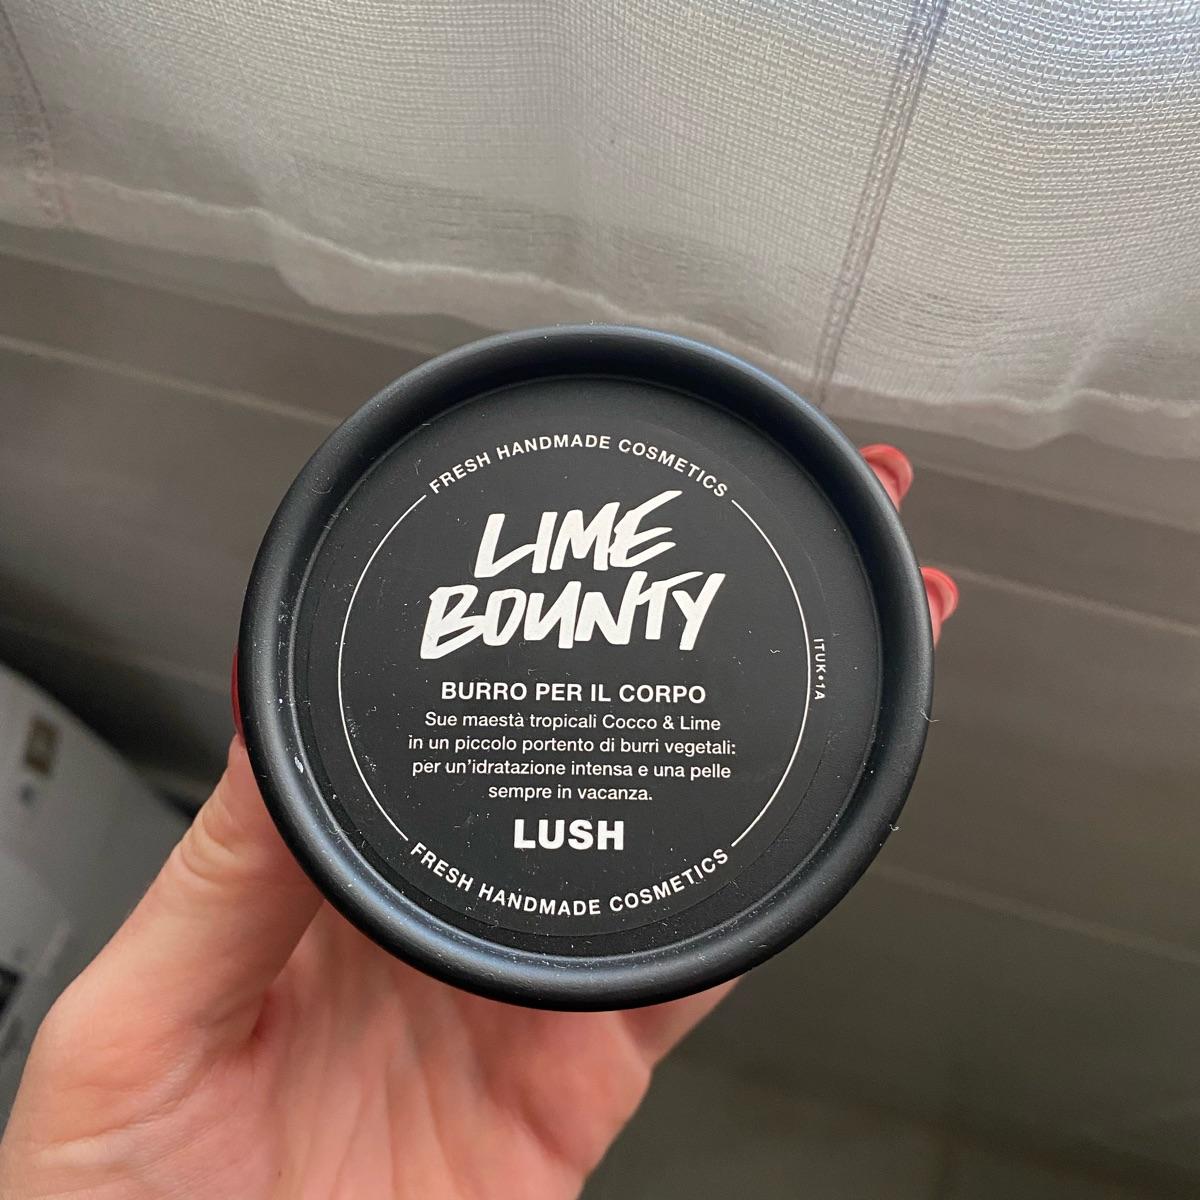 FRESH HANDMADE COSMETICS
LIME
BOUNTY
BURRO PER IL CORPO
Sue maestà tropicali Cocco & Lime
in un piccolo portento di burri vegetali:
per un'idratazione intensa e una pelle
sempre in vacanza.
LUSH
FRESH HANDMADE COSMETICS
ITUK•1A